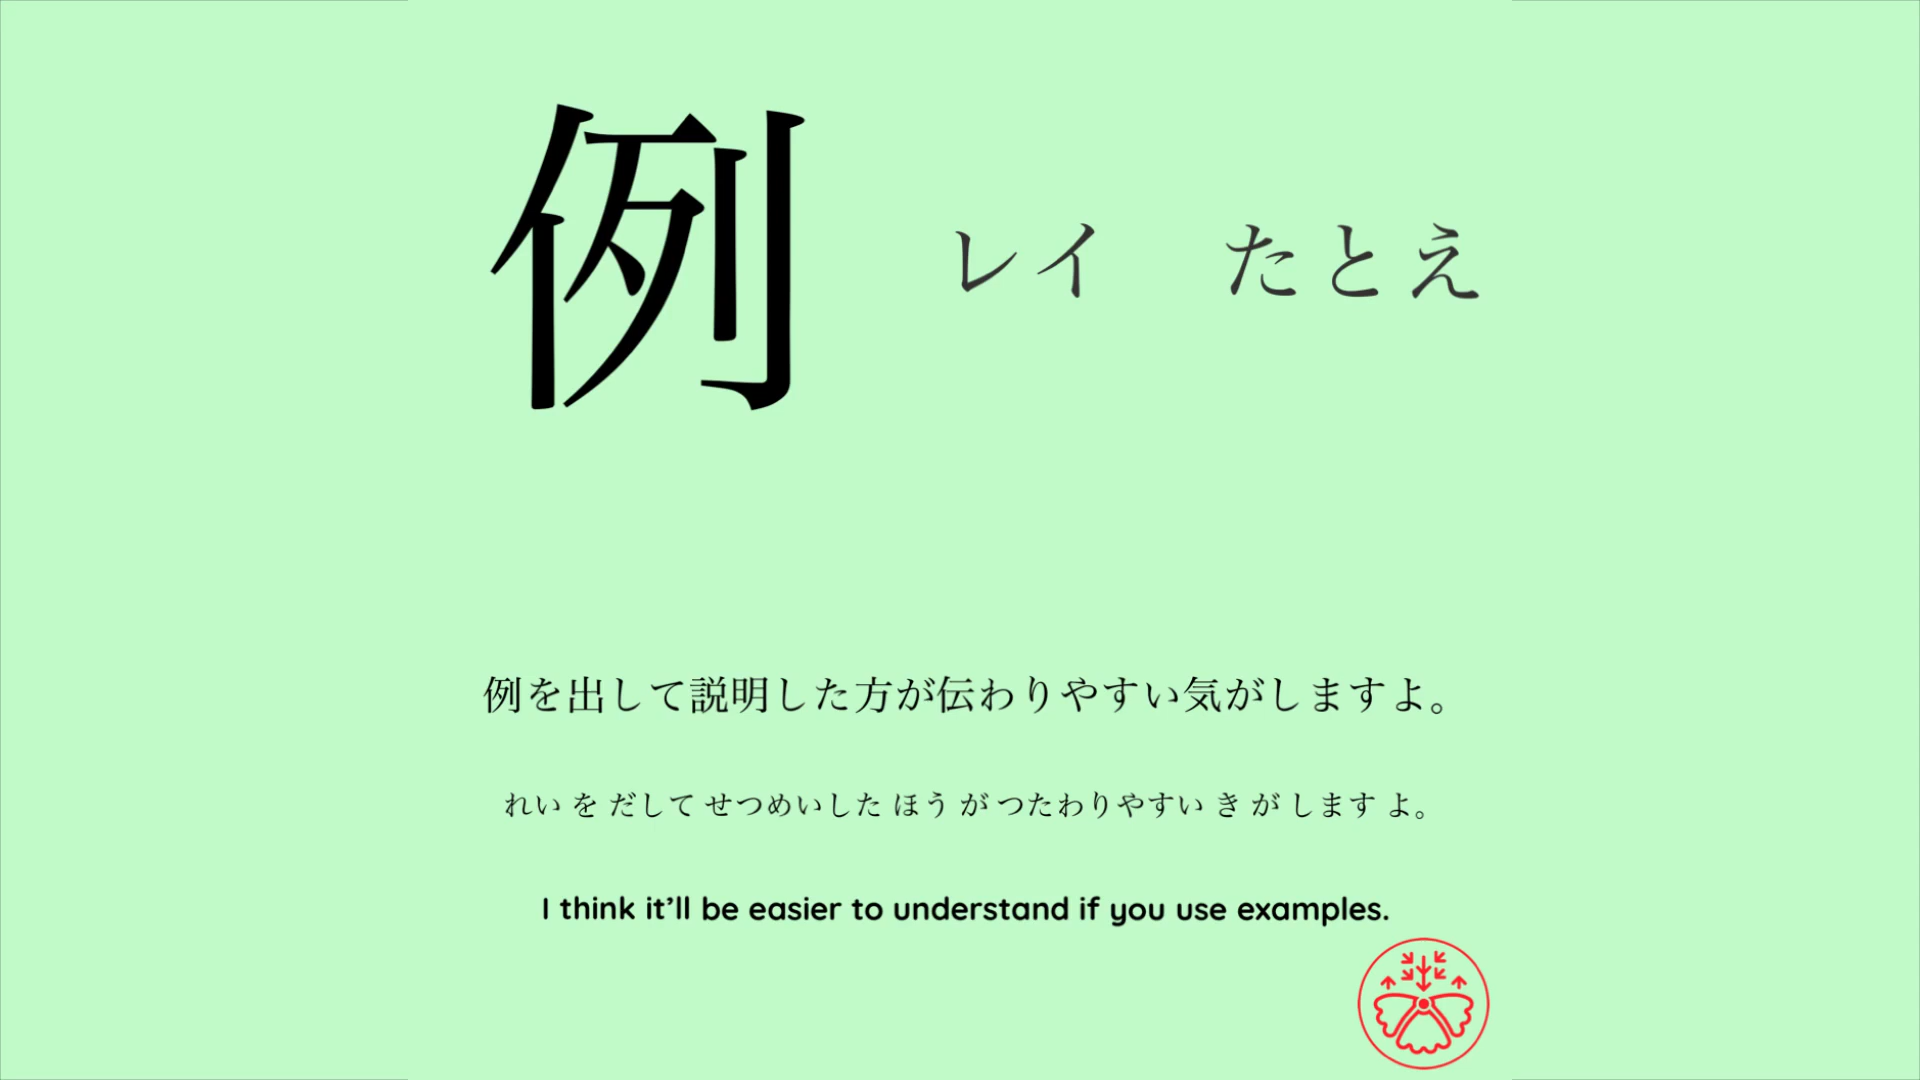 例 レイ たとえ
例を出して説明した方が伝わりやすい気がしますよ。
れい を だして せつめいした ほう が つたわりやすい き が します よ。
I think it’ll be easier to understand if you use examples.